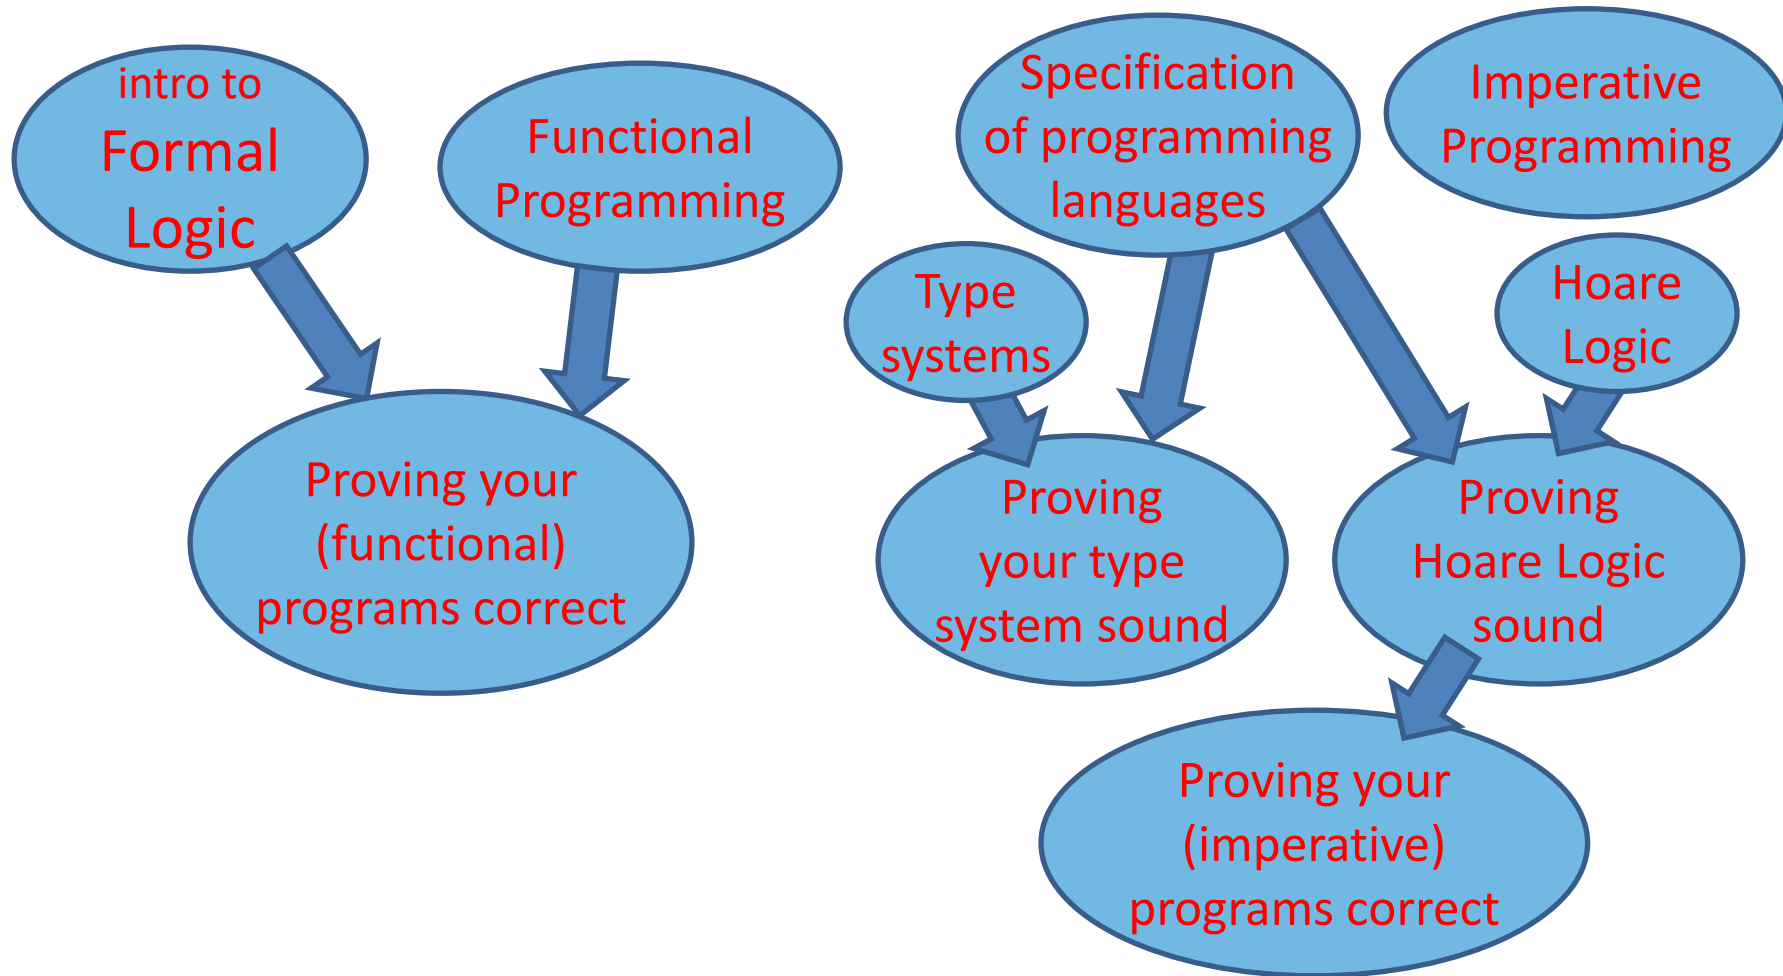 intro to
Formal
Logic
Functional
Programming
Specification
of programming
languages
Imperative
Programming
Type
systems
Hoare
Logic
Proving your
(functional)
programs correct
Proving
your type
system sound
Proving
Hoare Logic
sound
Proving your
(imperative)
programs correct